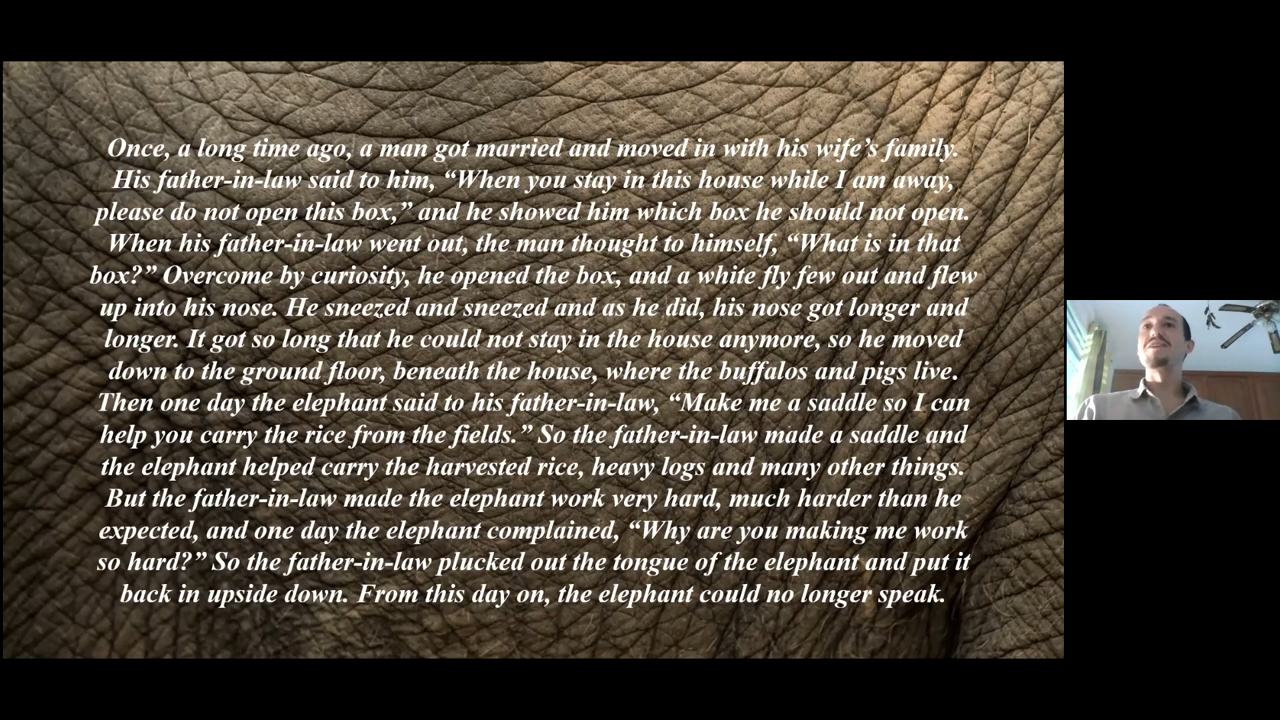 Once, a long time ago, a man got married and moved in with his wife’s family.
His father-in-law said to him, “When you stay in this house while I am away,
please do not open this box,” and he showed him which box he should not open.
When his father-in-law went out, the man thought to himself, “What is in that
box?” Overcome by curiosity, he opened the box, and a white fly few out and flew
up into his nose. He sneezed and sneezed and as he did, his nose got longer and
longer. It got so long that he could not stay in the house anymore, so he moved
down to the ground floor, beneath the house, where the buffalos and pigs live.
Then one day the elephant said to his father-in-law, “Make me a saddle so I can
help you carry the rice from the fields.” So the father-in-law made a saddle and
the elephant helped carry the harvested rice, heavy logs and many other things.
But the father-in-law made the elephant work very hard, much harder than he
expected, and one day the elephant complained, “Why are you making me work
so hard?” So the father-in-law plucked out the tongue of the elephant and put it
back in upside down. From this day on, the elephant could no longer speak.